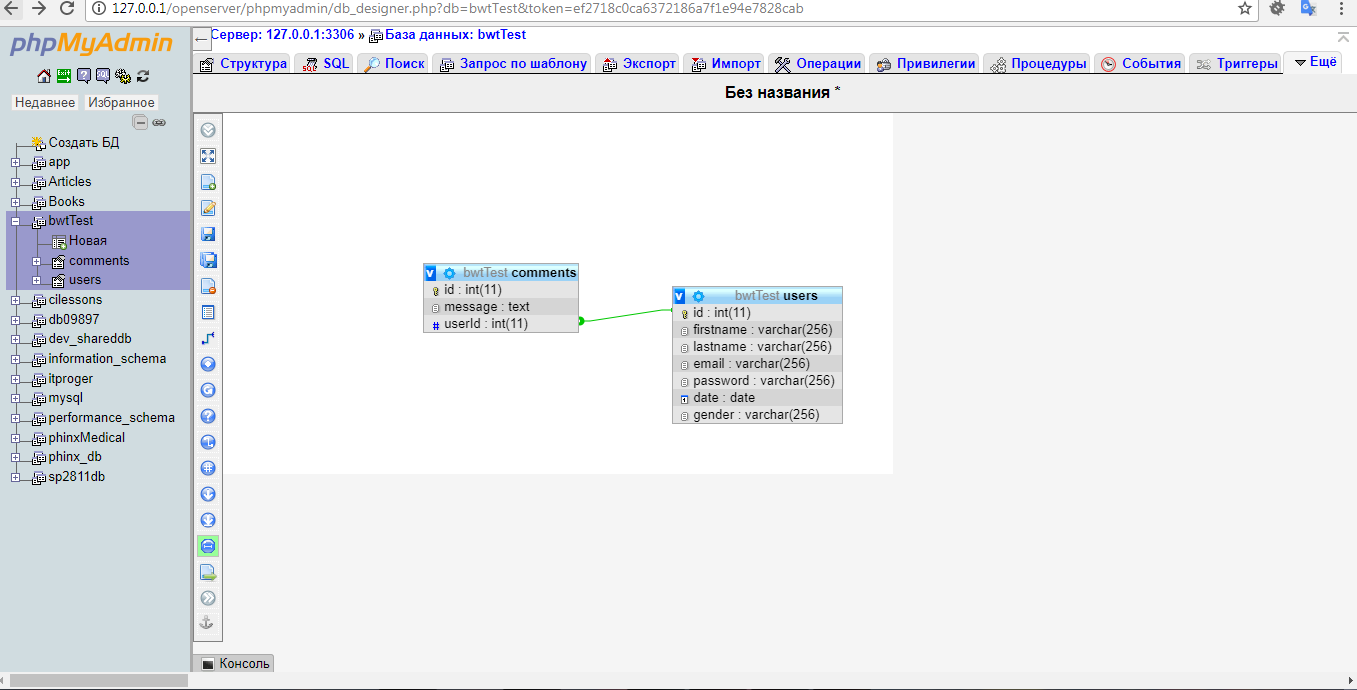 127.0.0.1/openserver/phpmyadmin/db_designer.php?db=bwtTest&token=ef2718c0ca6372186a7f1e94e7828cab
phpMyAdmin
Недавнее Избранное
Создать БД
app
Articles
Books
bwtTest
Новая
comments
users
cilessons
db09897
dev_shareddb
information_schema
itproger
mysql
performance_schema
phinxMedical
phinx_db
sp2811db
Сервер: 127.0.0.1:3306 » База данных: bwtTest
Структура SQL Поиск Запрос по шаблону Экспорт Импорт Операции Привилегии Процедуры События Триггеры Ещё
Без названия *
v bwtTest comments
id : int(11)
message : text
# userId : int(11)
v bwtTest users
id : int(11)
firstname : varchar(256)
lastname : varchar(256)
email : varchar(256)
password : varchar(256)
date : date
gender : varchar(256)
Консоль